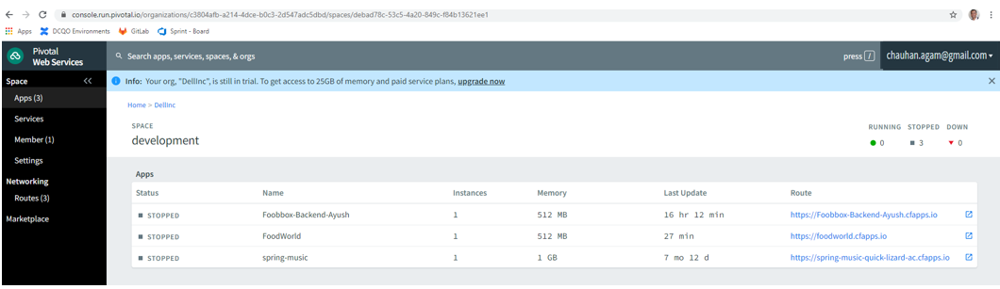 console.run.pivotal.io/organizations/c3804afb-a214-4dce-b0c3-2d547adc5dbd/spaces/debad78c-53c5-4a20-849c-f84b13621ee1
Apps DCQO Environments GitLab Sprint - Board
Pivotal
Web Services
Search apps, services, spaces, & orgs press / chauhan.agam@gmail.com
Space
Info: Your org, "DellInc", is still in trial. To get access to 25GB of memory and paid service plans, upgrade now
Apps (3)
Services
Member (1)
Settings
Networking
Routes (3)
Marketplace
Home > DellInc
SPACE
development
RUNNING STOPPED DOWN
0 3 0
Apps
Status Name Instances Memory Last Update Route
STOPPED Foobbox-Backend-Ayush 1 512 MB 16 hr 12 min https://Foobbox-Backend-Ayush.cfapps.io
STOPPED FoodWorld 1 512 MB 27 min https://foodworld.cfapps.io
STOPPED spring-music 1 1 GB 7 mo 12 d https://spring-music-quick-lizard-ac.cfapps.io